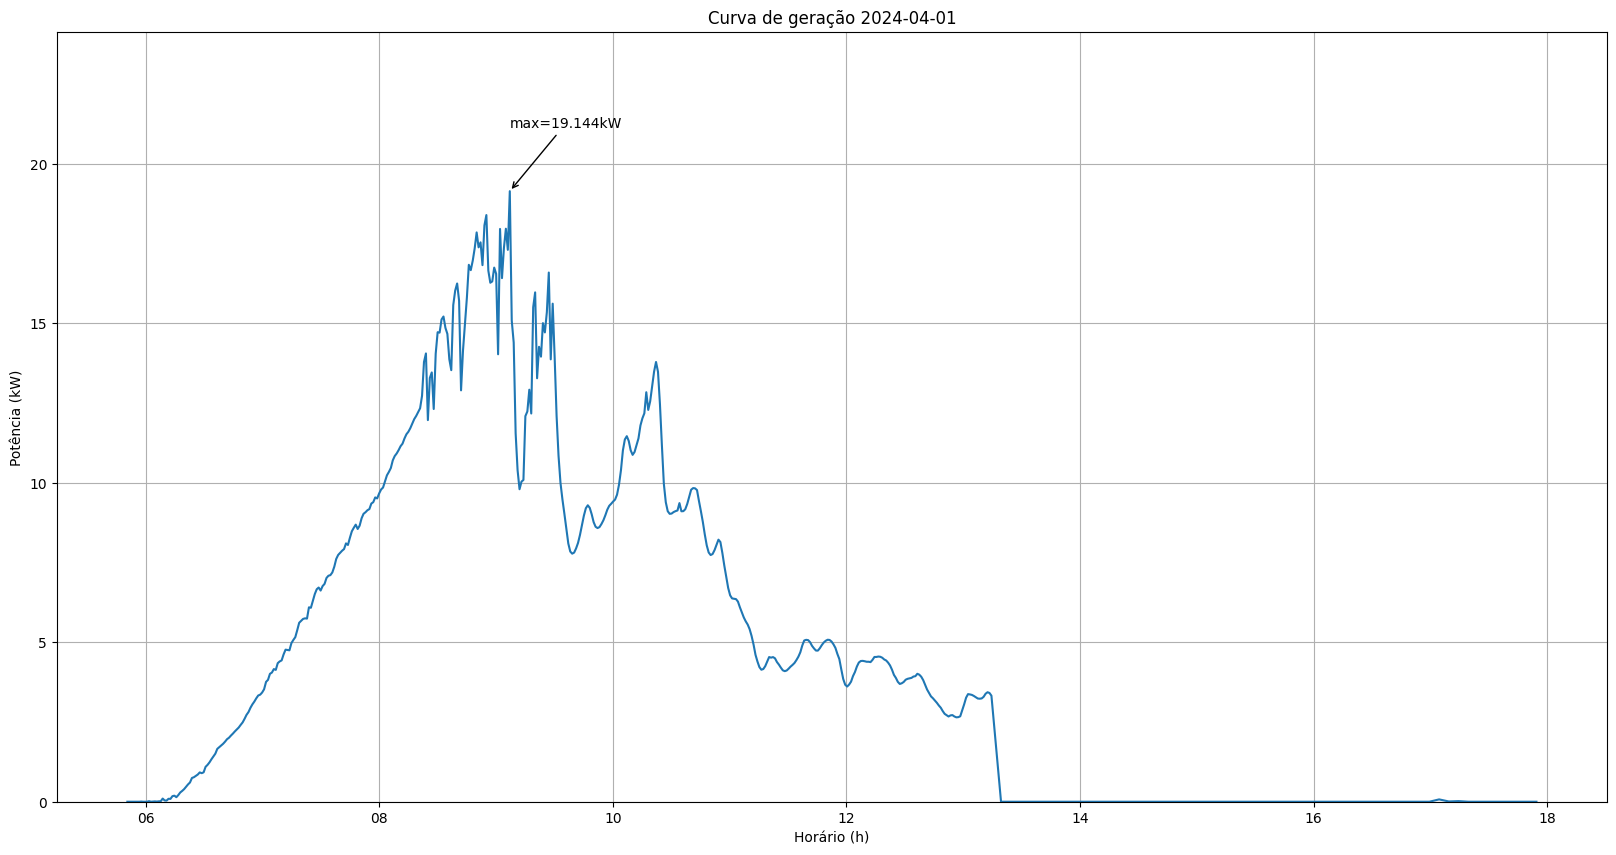 Curva de geração 2024-04-01
max=19.144kW
Potência (kW)
20
15
10
5
0
06 08 10 12 14 16 18
Horário (h)